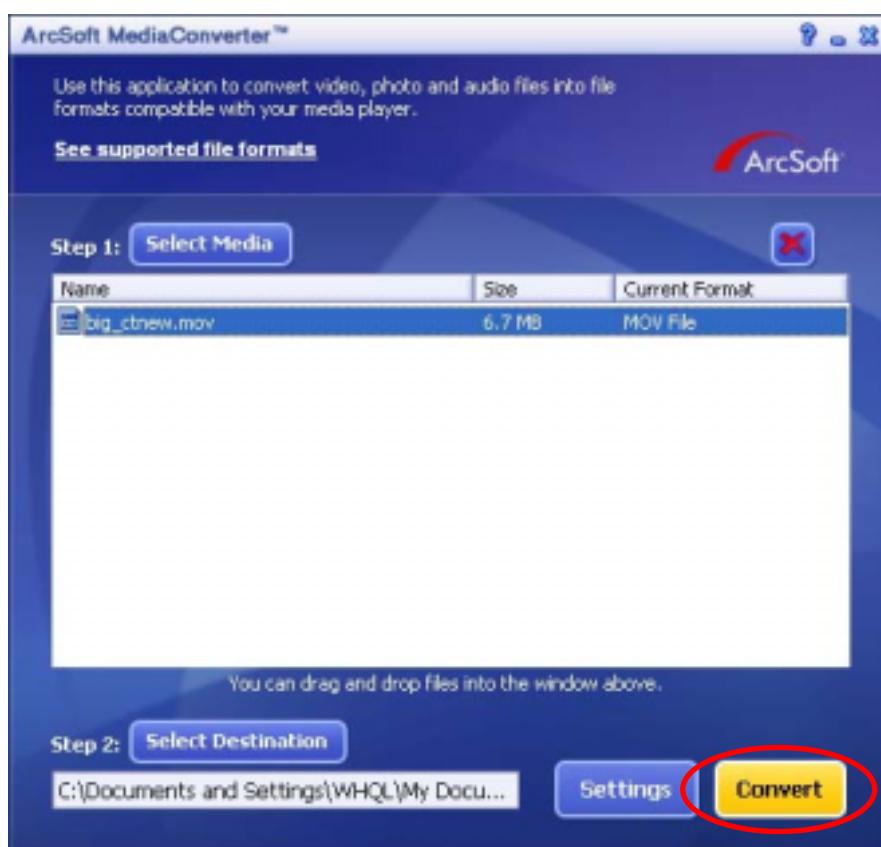 ArcSoft MediaConverter™
Use this application to convert video, photo and audio files into file
formats compatible with your media player.
See supported file formats
ArcSoft
Step 1: Select Media
Name Size Current Format
big_ctnew.mov 6.7 MB MOV File
You can drag and drop files into the window above.
Step 2: Select Destination
C:\Documents and Settings\WHQL\My Docu... Settings Convert